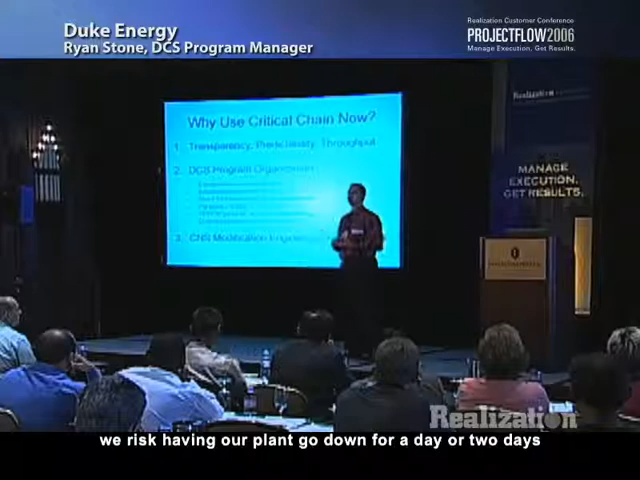 Duke Energy
Ryan Stone, DCS Program Manager
Realization Customer Conference
PROJECTFLOW2006
Manage Execution. Get Results.
Why Use Critical Chain Now?
1. Transparency, Predictability, Throughput
2. DCS Program Organization
3. CNS Modification
Realization
MANAGE
EXECUTION.
GET RESULTS.
Realization
we risk having our plant go down for a day or two days